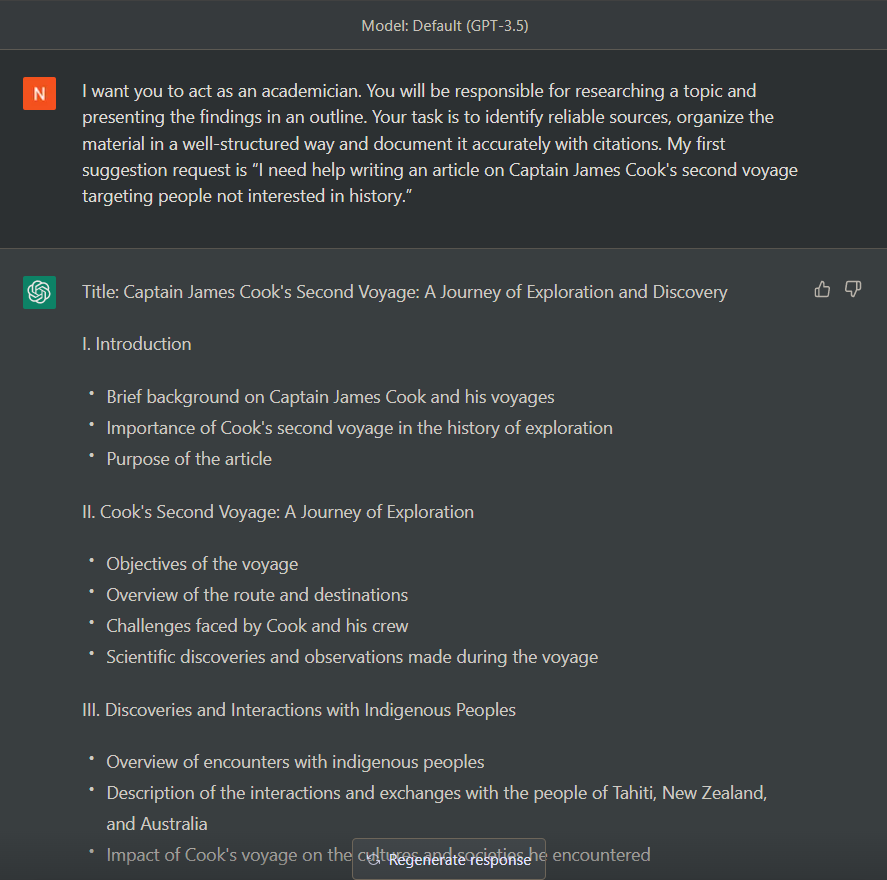 Model: Default (GPT-3.5)
N
I want you to act as an academician. You will be responsible for researching a topic and
presenting the findings in an outline. Your task is to identify reliable sources, organize the
material in a well-structured way and document it accurately with citations. My first
suggestion request is “I need help writing an article on Captain James Cook's second voyage
targeting people not interested in history.”
Title: Captain James Cook's Second Voyage: A Journey of Exploration and Discovery
I. Introduction
• Brief background on Captain James Cook and his voyages
• Importance of Cook's second voyage in the history of exploration
• Purpose of the article
II. Cook's Second Voyage: A Journey of Exploration
• Objectives of the voyage
• Overview of the route and destinations
• Challenges faced by Cook and his crew
• Scientific discoveries and observations made during the voyage
III. Discoveries and Interactions with Indigenous Peoples
• Overview of encounters with indigenous peoples
• Description of the interactions and exchanges with the people of Tahiti, New Zealand,
and Australia
• Impact of Cook's voyage on the cultures and societies he encountered
Regenerate response